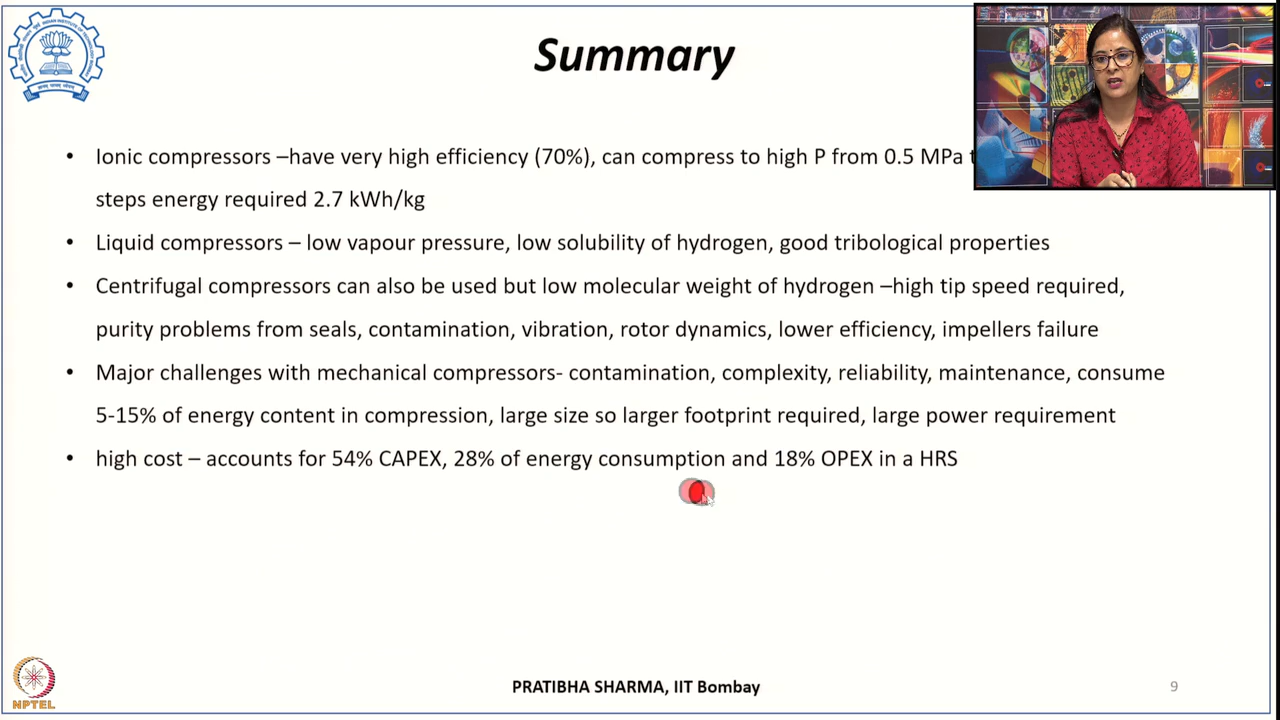 Summary
• Ionic compressors –have very high efficiency (70%), can compress to high P from 0.5 MPa
steps energy required 2.7 kWh/kg
• Liquid compressors – low vapour pressure, low solubility of hydrogen, good tribological properties
• Centrifugal compressors can also be used but low molecular weight of hydrogen –high tip speed required,
purity problems from seals, contamination, vibration, rotor dynamics, lower efficiency, impellers failure
• Major challenges with mechanical compressors- contamination, complexity, reliability, maintenance, consume
5-15% of energy content in compression, large size so larger footprint required, large power requirement
• high cost – accounts for 54% CAPEX, 28% of energy consumption and 18% OPEX in a HRS
NPTEL
PRATIBHA SHARMA, IIT Bombay
9